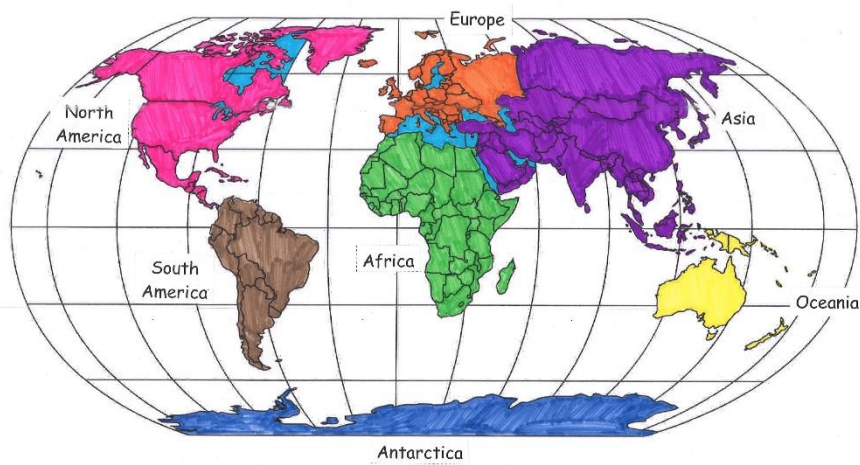 Europe
North
America
Asia
South
America
Africa
Oceania
Antarctica